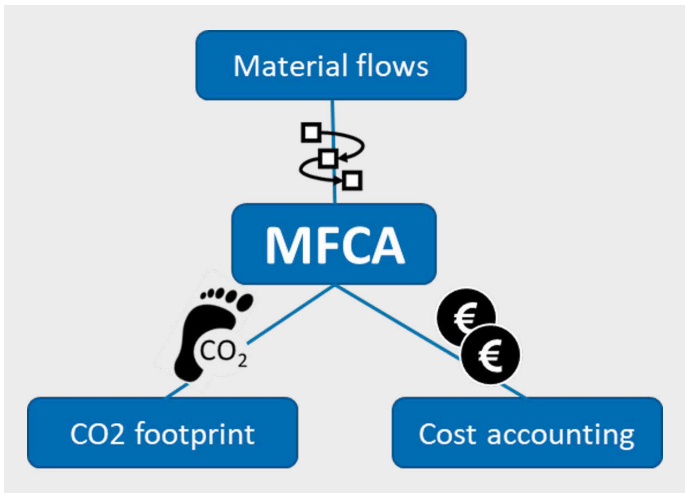 Material flows
MFCA
CO₂
€
€
CO2 footprint
Cost accounting